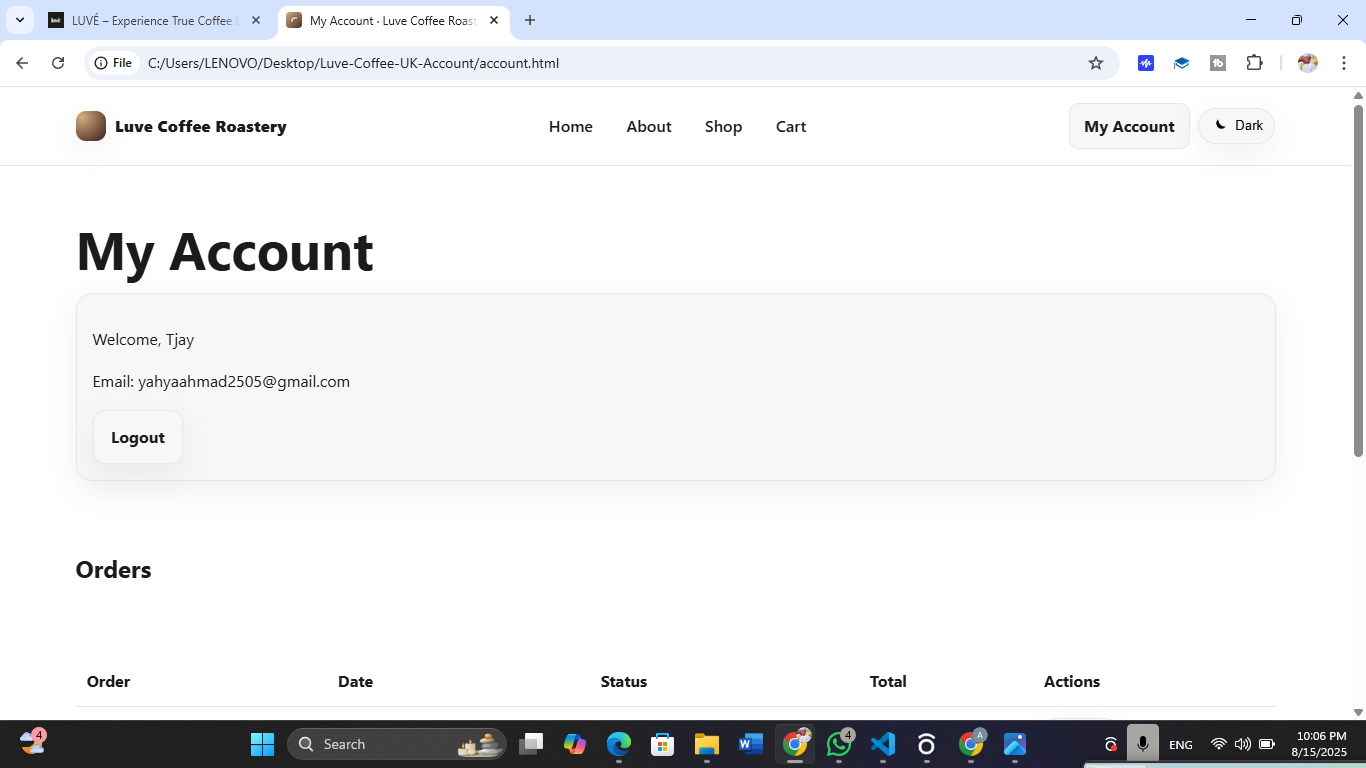 LUVÉ – Experience True Coffee
My Account · Luve Coffee Roast
File
C:/Users/LENOVO/Desktop/Luve-Coffee-UK-Account/account.html
Luve Coffee Roastery
Home
About
Shop
Cart
My Account
Dark
My Account
Welcome, Tjay
Email: yahyaahmad2505@gmail.com
Logout
Orders
Order
Date
Status
Total
Actions
4
Search
W
4
A
ENG
10:06 PM
8/15/2025